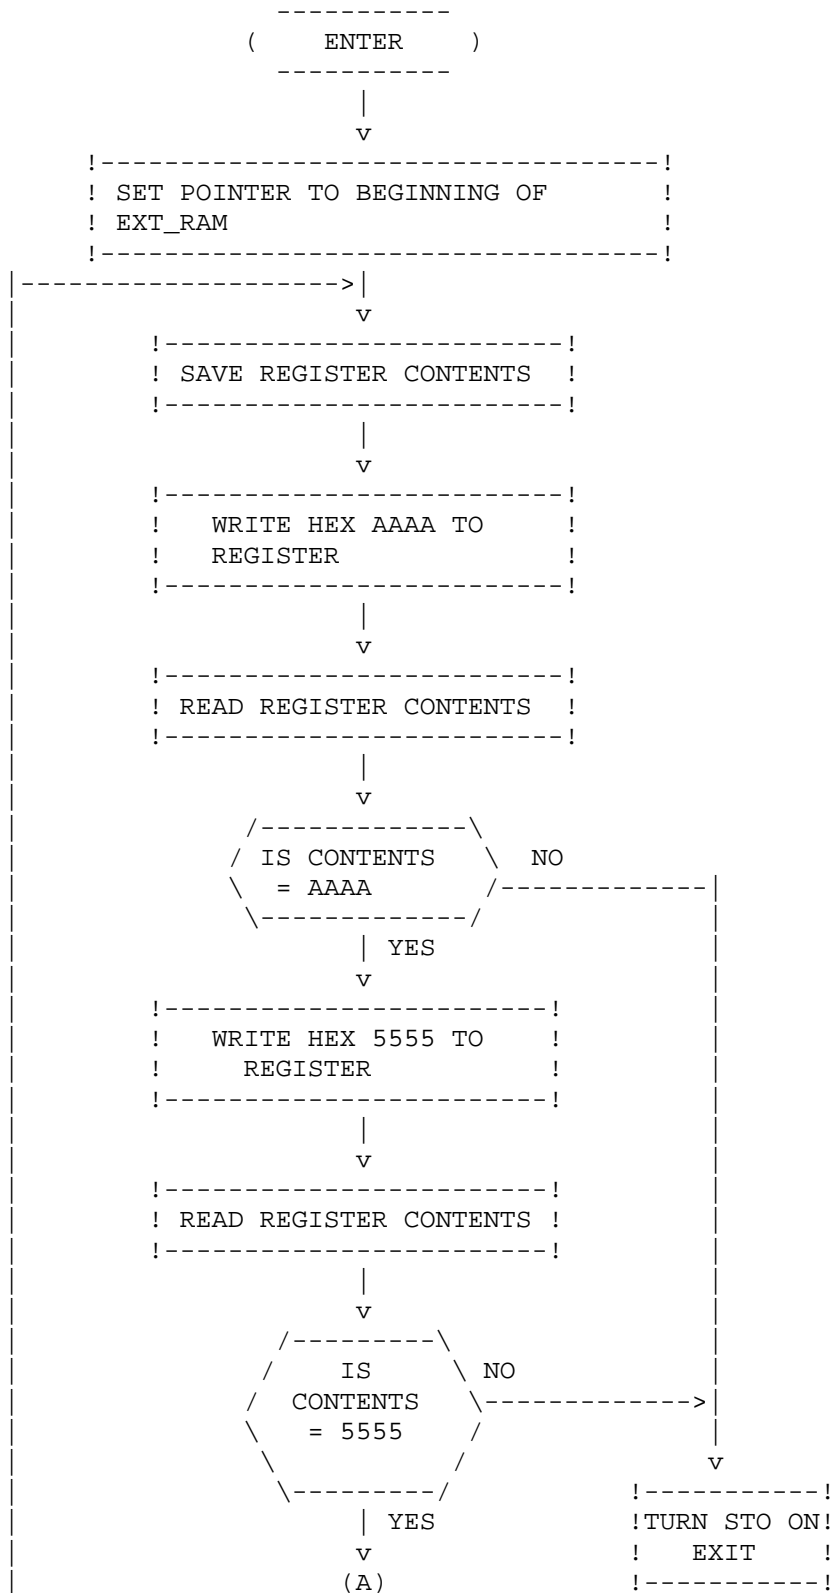 ( ENTER )
v
SET POINTER TO BEGINNING OF
EXT_RAM
v
SAVE REGISTER CONTENTS
v
WRITE HEX AAAA TO
REGISTER
v
READ REGISTER CONTENTS
v
IS CONTENTS NO
= AAAA
YES
v
WRITE HEX 5555 TO
REGISTER
v
READ REGISTER CONTENTS
v
IS NO
CONTENTS
= 5555
v
YES TURN STO ON
v EXIT
(A)